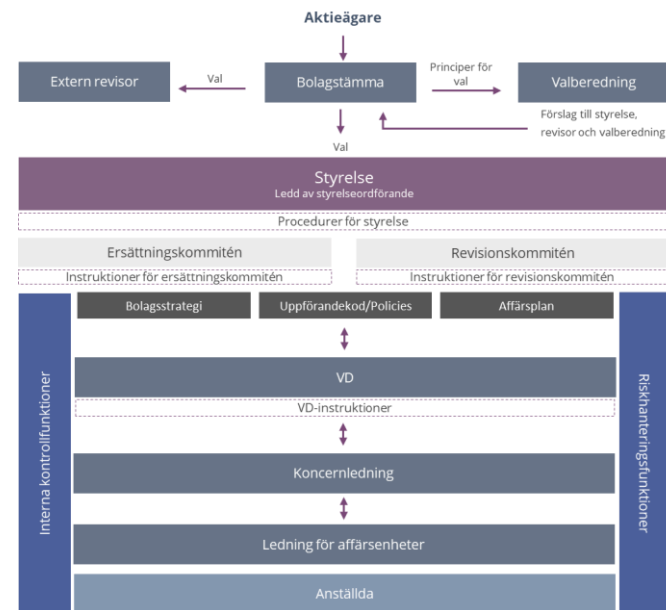 Aktieägare
Extern revisor
Val
Bolagstämma
Principer för
val
Valberedning
Förslag till styrelse,
revisor och valberedning
Val
Styrelse
Ledd av styrelseordförande
Procedurer för styrelse
Ersättningskommitén
Revisionskommitén
Instruktioner för ersättningskommitén
Instruktioner för revisionskommitén
Bolagsstrategi
Uppförandekod/Policies
Affärsplan
Interna kontrollfunktioner
VD
VD-instruktioner
Koncernledning
Ledning för affärsenheter
Anställda
Riskhanteringsfunktioner